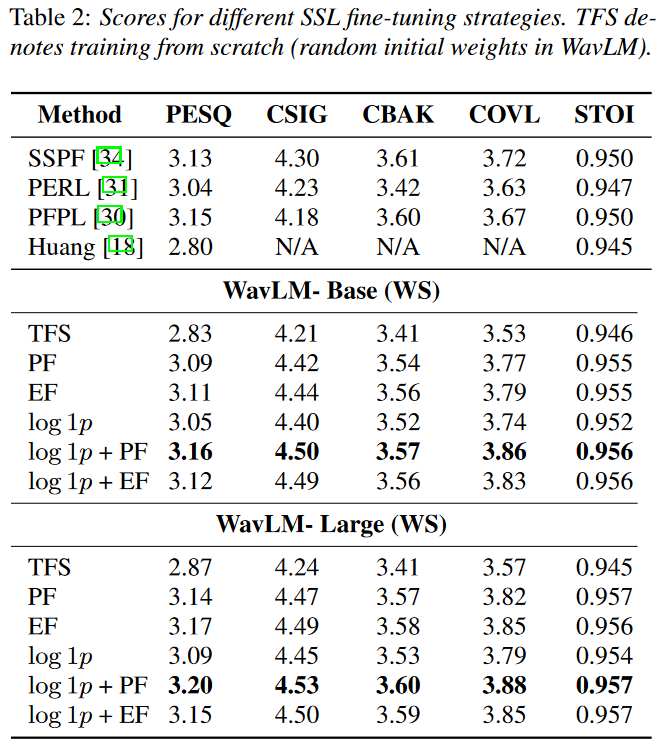 Table 2: Scores for different SSL fine-tuning strategies. TFS de-
notes training from scratch (random initial weights in WavLM).
Method PESQ CSIG CBAK COVL STOI
SSPF [34] 3.13 4.30 3.61 3.72 0.950
PERL [31] 3.04 4.23 3.42 3.63 0.947
PFPL [30] 3.15 4.18 3.60 3.67 0.950
Huang [18] 2.80 N/A N/A N/A 0.945
WavLM- Base (WS)
TFS 2.83 4.21 3.41 3.53 0.946
PF 3.09 4.42 3.54 3.77 0.955
EF 3.11 4.44 3.56 3.79 0.955
log 1p 3.05 4.40 3.52 3.74 0.952
log 1p + PF 3.16 4.50 3.57 3.86 0.956
log 1p + EF 3.12 4.49 3.56 3.83 0.956
WavLM- Large (WS)
TFS 2.87 4.24 3.41 3.57 0.945
PF 3.14 4.47 3.57 3.82 0.957
EF 3.17 4.49 3.58 3.85 0.956
log 1p 3.09 4.45 3.53 3.79 0.954
log 1p + PF 3.20 4.53 3.60 3.88 0.957
log 1p + EF 3.15 4.50 3.59 3.85 0.957